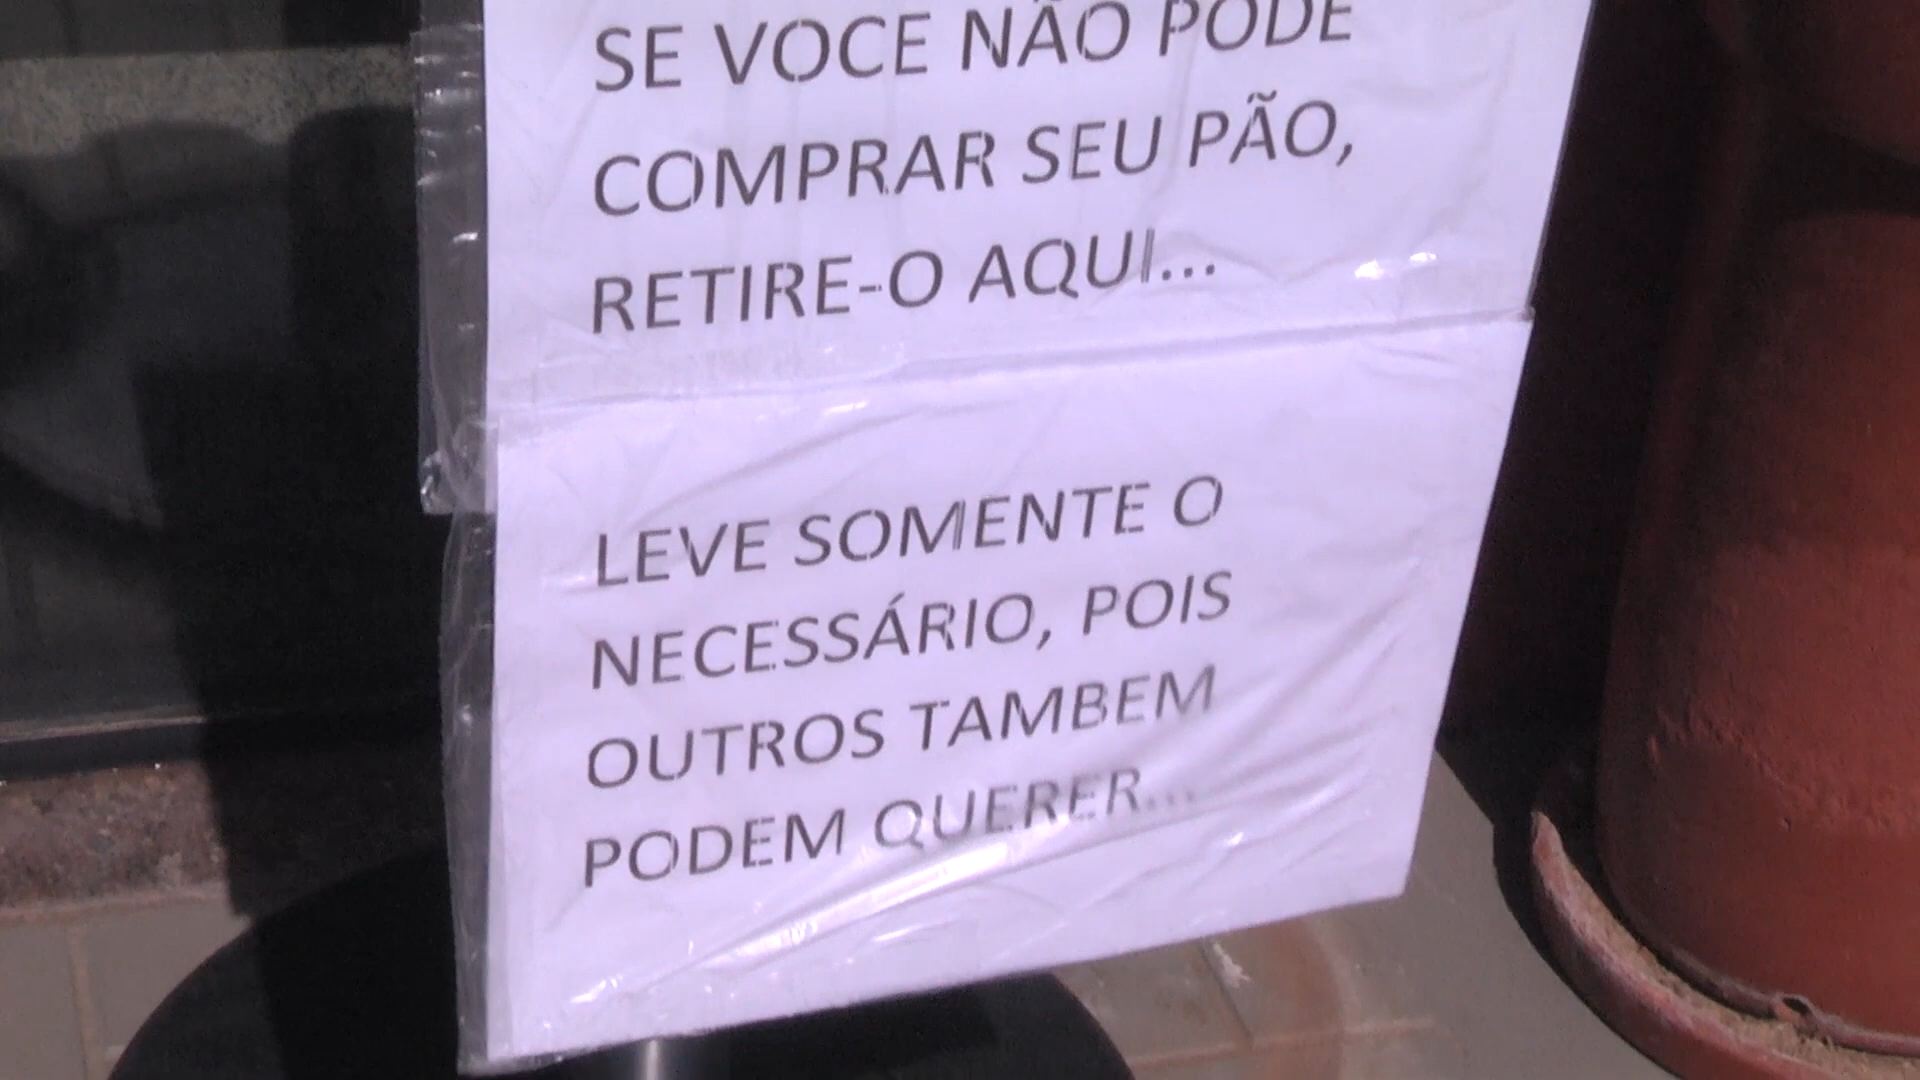 SE VOCE NÃO PODE
COMPRAR SEU PÃO,
RETIRE-O AQUI...
LEVE SOMENTE O
NECESSÁRIO, POIS
OUTROS TAMBEM
PODEM QUERER...